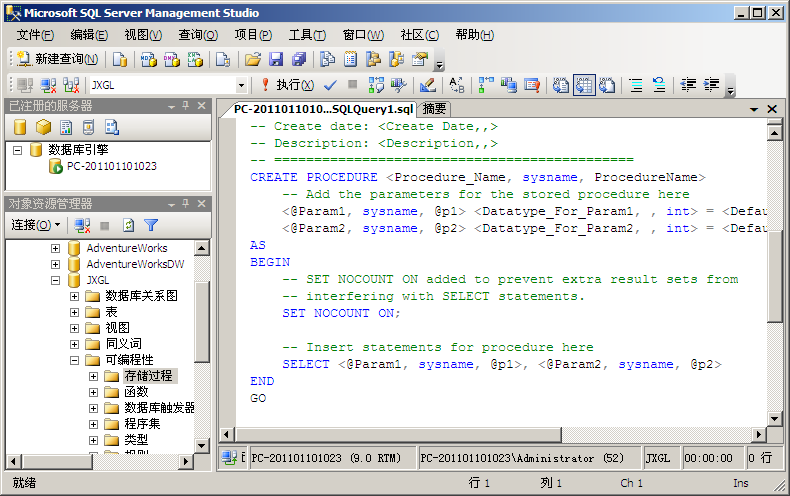 Microsoft SQL Server Management Studio
文件(F) 编辑(E) 视图(V) 查询(Q) 项目(P) 工具(T) 窗口(W) 社区(C) 帮助(H)
新建查询(N)
JXGL 执行(X)
已注册的服务器
数据库引擎
PC-201101101023
对象资源管理器
连接(O)
AdventureWorks
AdventureWorksDW
JXGL
数据库关系图
表
视图
同义词
可编程性
存储过程
函数
数据库触发器
程序集
类型
规则
PC-2011011010...SQLQuery1.sql 摘要
-- Create date: <Create Date,,>
-- Description: <Description,,>
-- =============================================
CREATE PROCEDURE <Procedure_Name, sysname, ProcedureName>
-- Add the parameters for the stored procedure here
<@Param1, sysname, @p1> <Datatype_For_Param1, , int> = <Defau
<@Param2, sysname, @p2> <Datatype_For_Param2, , int> = <Defau
AS
BEGIN
-- SET NOCOUNT ON added to prevent extra result sets from
-- interfering with SELECT statements.
SET NOCOUNT ON;
-- Insert statements for procedure here
SELECT <@Param1, sysname, @p1>, <@Param2, sysname, @p2>
END
GO
PC-201101101023 (9.0 RTM) PC-201101101023\Administrator (52) JXGL 00:00:00 0 行
就绪 行 1 列 1 Ch 1 Ins